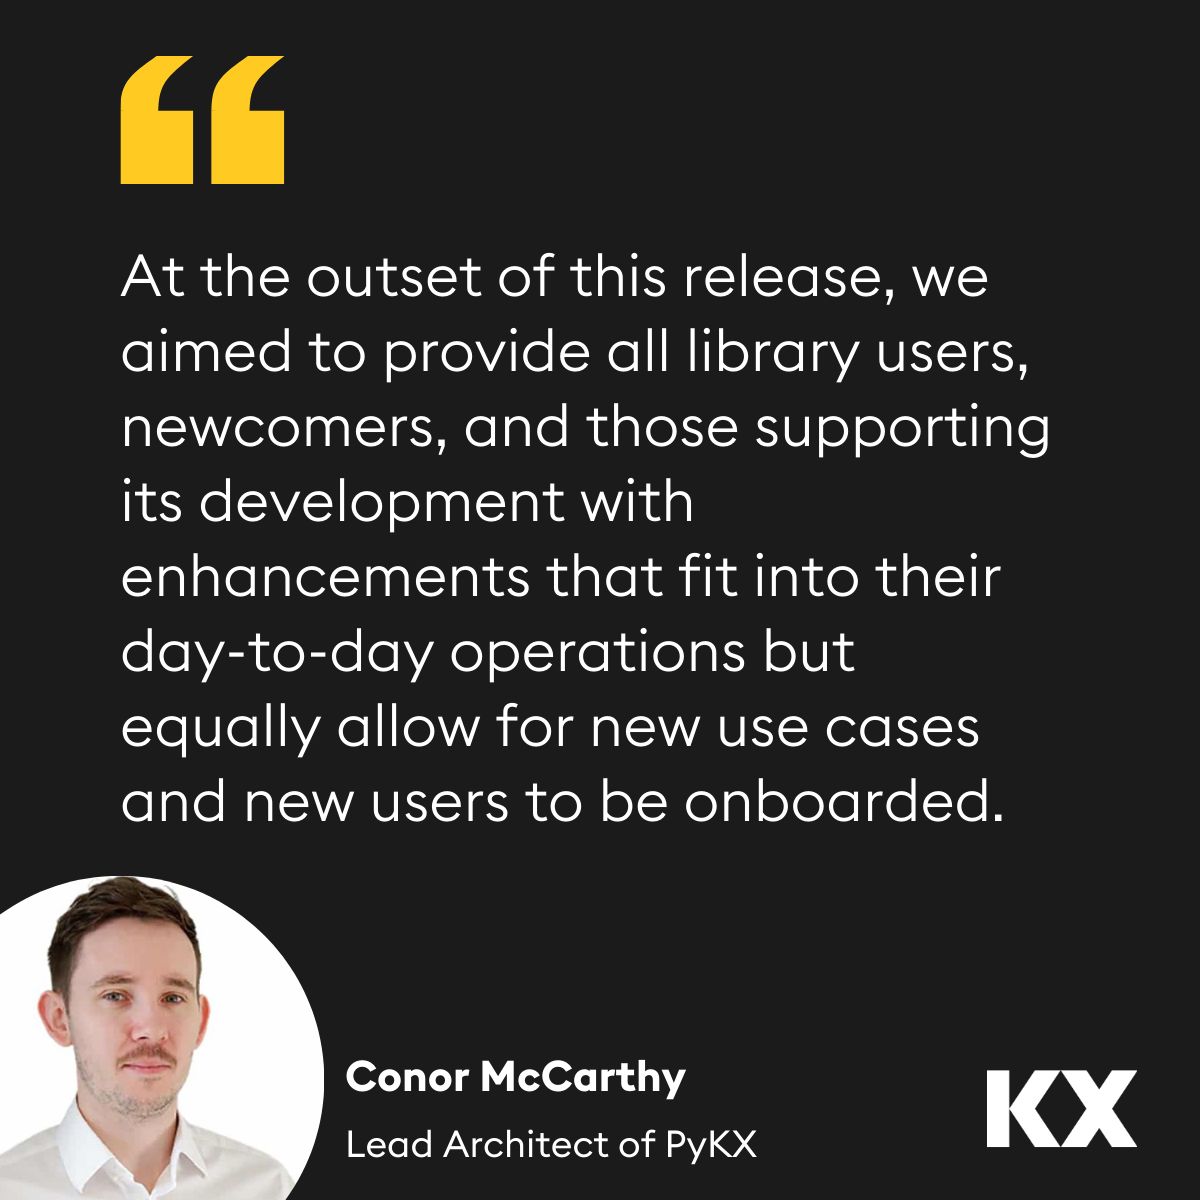 “
At the outset of this release, we
aimed to provide all library users,
newcomers, and those supporting
its development with
enhancements that fit into their
day-to-day operations but
equally allow for new use cases
and new users to be onboarded.
Conor McCarthy
Lead Architect of PyKX
KX